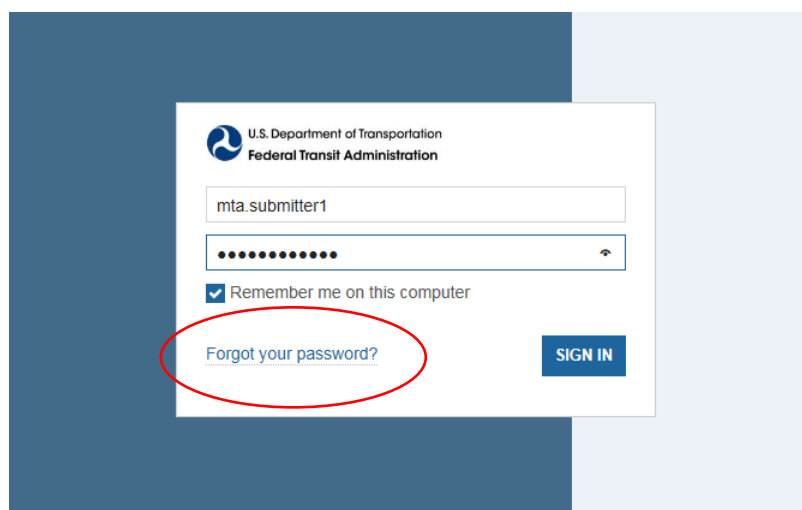 U.S. Department of Transportation
Federal Transit Administration
mta.submitter1
••••••••••••
Remember me on this computer
Forgot your password?
SIGN IN